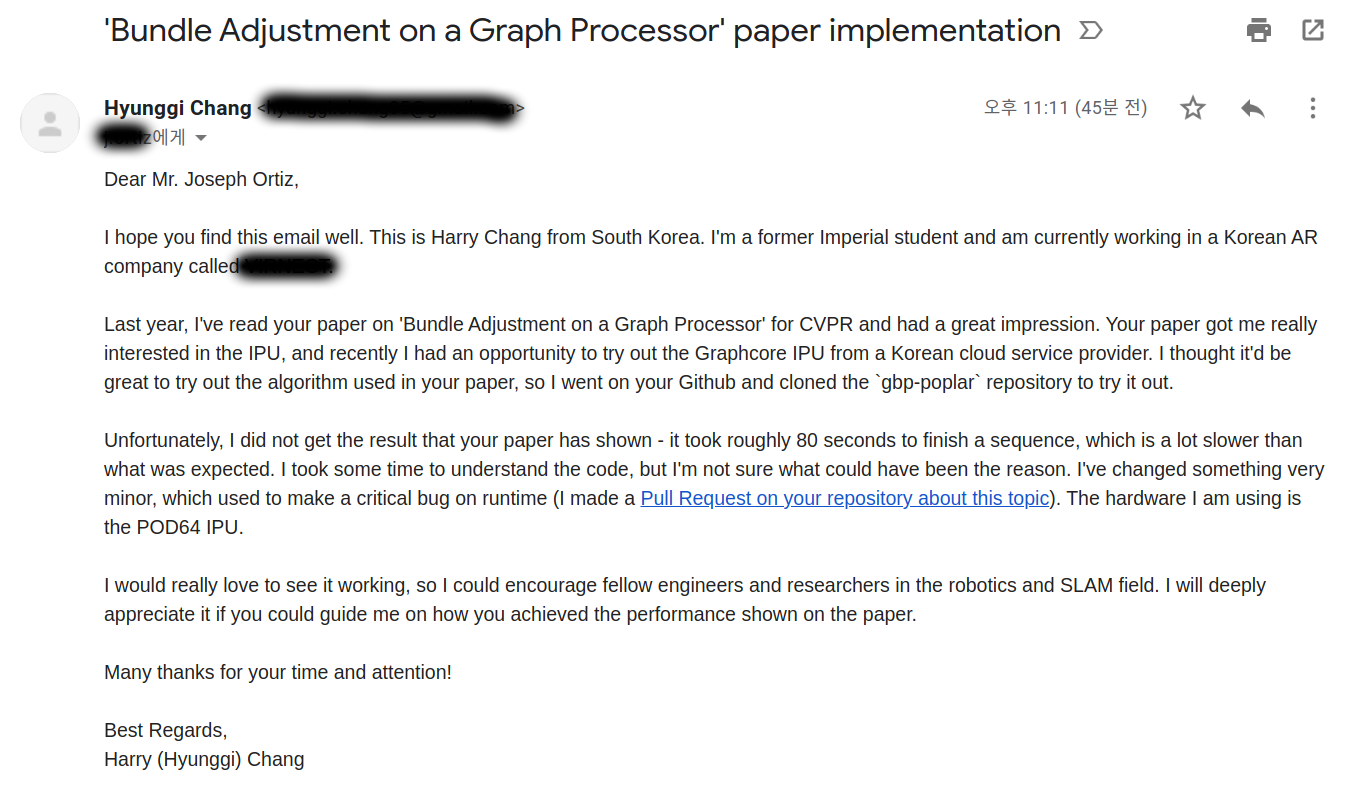 'Bundle Adjustment on a Graph Processor' paper implementation
Hyunggi Chang < >
오후 11:11 (45분 전)
에게
Dear Mr. Joseph Ortiz,
I hope you find this email well. This is Harry Chang from South Korea. I'm a former Imperial student and am currently working in a Korean AR
company called
Last year, I've read your paper on 'Bundle Adjustment on a Graph Processor' for CVPR and had a great impression. Your paper got me really
interested in the IPU, and recently I had an opportunity to try out the Graphcore IPU from a Korean cloud service provider. I thought it'd be
great to try out the algorithm used in your paper, so I went on your Github and cloned the `gbp-poplar` repository to try it out.
Unfortunately, I did not get the result that your paper has shown - it took roughly 80 seconds to finish a sequence, which is a lot slower than
what was expected. I took some time to understand the code, but I'm not sure what could have been the reason. I've changed something very
minor, which used to make a critical bug on runtime (I made a Pull Request on your repository about this topic). The hardware I am using is
the POD64 IPU.
I would really love to see it working, so I could encourage fellow engineers and researchers in the robotics and SLAM field. I will deeply
appreciate it if you could guide me on how you achieved the performance shown on the paper.
Many thanks for your time and attention!
Best Regards,
Harry (Hyunggi) Chang